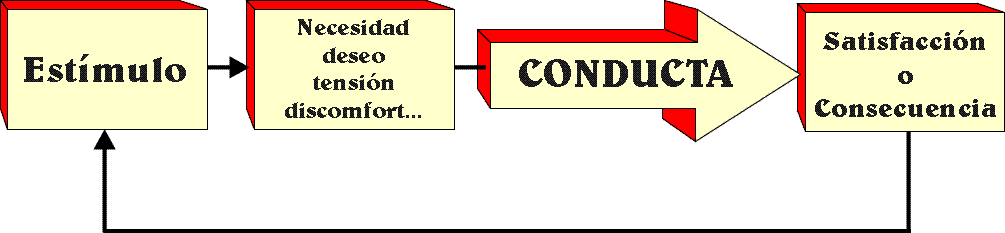 Estímulo
Necesidad
deseo
tensión
discomfort...
CONDUCTA
Satisfacción
o
Consecuencia